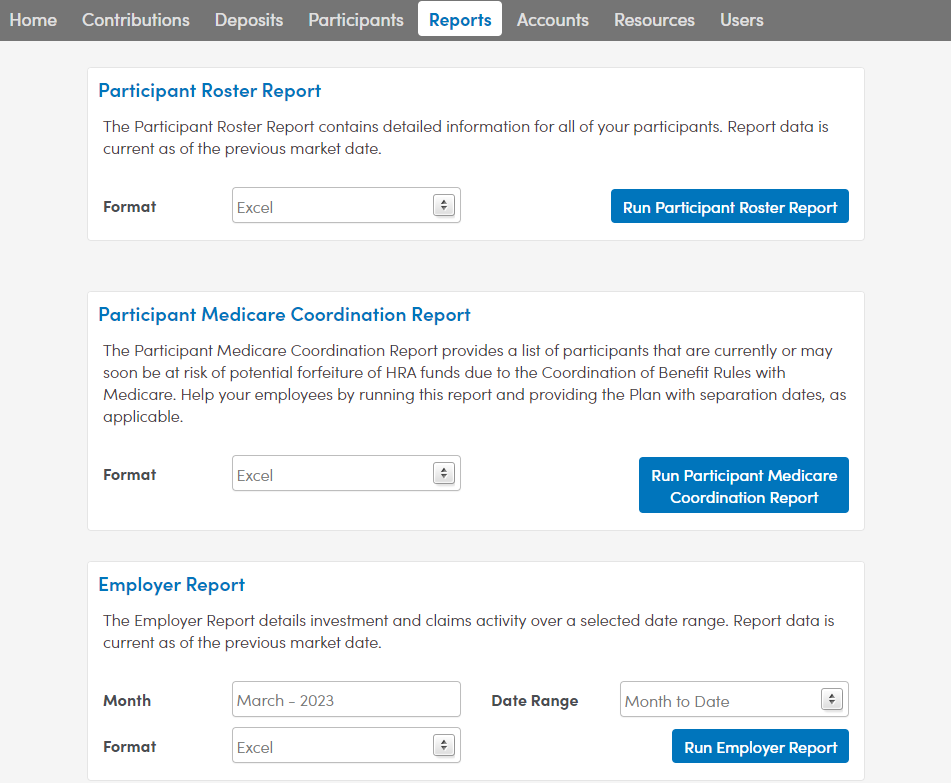 Home Contributions Deposits Participants Reports Accounts Resources Users
Participant Roster Report
The Participant Roster Report contains detailed information for all of your participants. Report data is
current as of the previous market date.
Format Excel Run Participant Roster Report
Participant Medicare Coordination Report
The Participant Medicare Coordination Report provides a list of participants that are currently or may
soon be at risk of potential forfeiture of HRA funds due to the Coordination of Benefit Rules with
Medicare. Help your employees by running this report and providing the Plan with separation dates, as
applicable.
Format Excel Run Participant Medicare
Coordination Report
Employer Report
The Employer Report details investment and claims activity over a selected date range. Report data is
current as of the previous market date.
Month March - 2023 Date Range Month to Date
Format Excel Run Employer Report